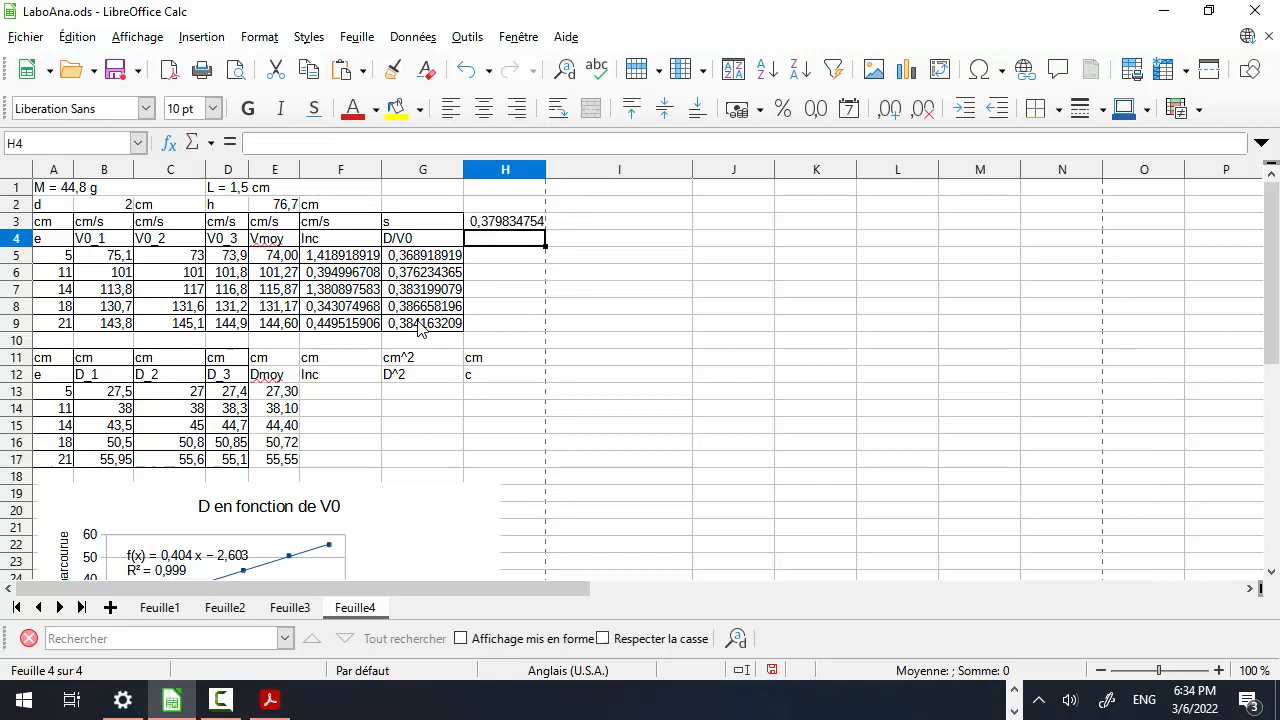 LaboAna.ods - LibreOffice Calc
Fichier Édition Affichage Insertion Format Styles Feuille Données Outils Fenêtre Aide
Liberation Sans 10 pt G I S
H4
A B C D E F G H I J K L M N O P
1 M = 44,8 g L = 1,5 cm
2 d 2 cm h 76,7 cm
3 cm cm/s cm/s cm/s cm/s cm/s s 0,379834754
4 e V0_1 V0_2 V0_3 Vmoy Inc D/V0
5 5 75,1 73 73,9 74,00 1,418918919 0,368918919
6 11 101 101 101,8 101,27 0,394996708 0,376234365
7 14 113,8 117 116,8 115,87 1,380897583 0,383199079
8 18 130,7 131,6 131,2 131,17 0,343074968 0,386658196
9 21 143,8 145,1 144,9 144,60 0,449515906 0,384163209
10
11 cm cm cm cm cm cm cm^2 cm
12 e D_1 D_2 D_3 Dmoy Inc D^2 c
13 5 27,5 27 27,4 27,30
14 11 38 38 38,3 38,10
15 14 43,5 45 44,7 44,40
16 18 50,5 50,8 50,85 50,72
17 21 55,95 55,6 55,1 55,55
18
19
20 D en fonction de V0
21
22 60
23 50 f(x) = 0,404 x − 2,603
R² = 0,999
24 40
Feuille1 Feuille2 Feuille3 Feuille4
Rechercher Tout rechercher Affichage mis en forme Respecter la casse
Feuille 4 sur 4 Par défaut Anglais (U.S.A.) Moyenne: ; Somme: 0 100 %
ENG 6:34 PM
3/6/2022 3